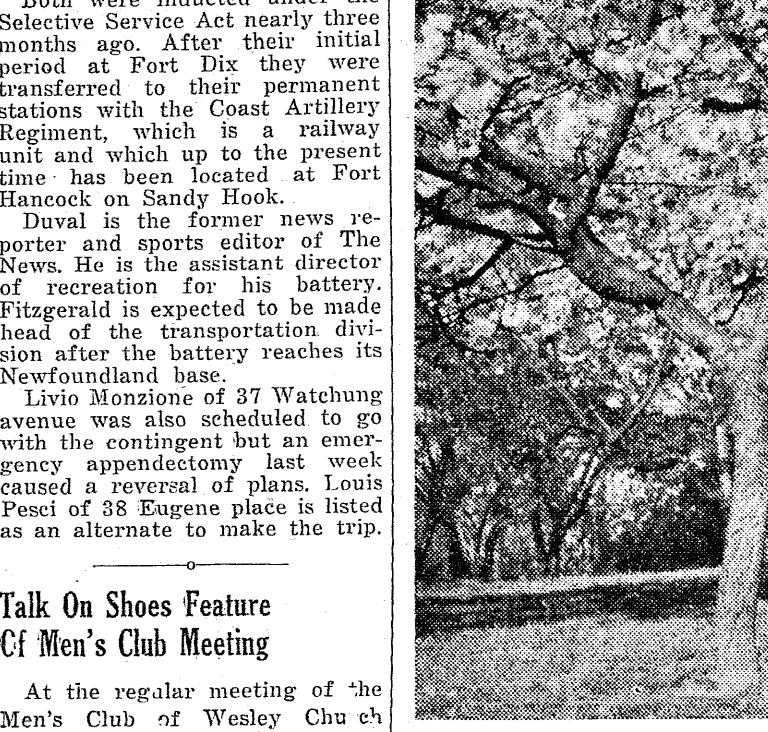 Both were inducted under the
Selective Service Act nearly three
months ago. After their initial
period at Fort Dix they were
transferred to their permanent
stations with the Coast Artillery
Regiment, which is a railway
unit and which up to the present
time has been located at Fort
Hancock on Sandy Hook.
Duval is the former news re-
porter and sports editor of The
News. He is the assistant director
of recreation for his battery.
Fitzgerald is expected to be made
head of the transportation divi-
sion after the battery reaches its
Newfoundland base.
Livio Monzione of 37 Watchung
avenue was also scheduled to go
with the contingent but an emer-
gency appendectomy last week
caused a reversal of plans. Louis
Pesci of 38 Eugene place is listed
as an alternate to make the trip.
Talk On Shoes Feature
Of Men's Club Meeting
At the regular meeting of the
Men's Club of Wesley Church